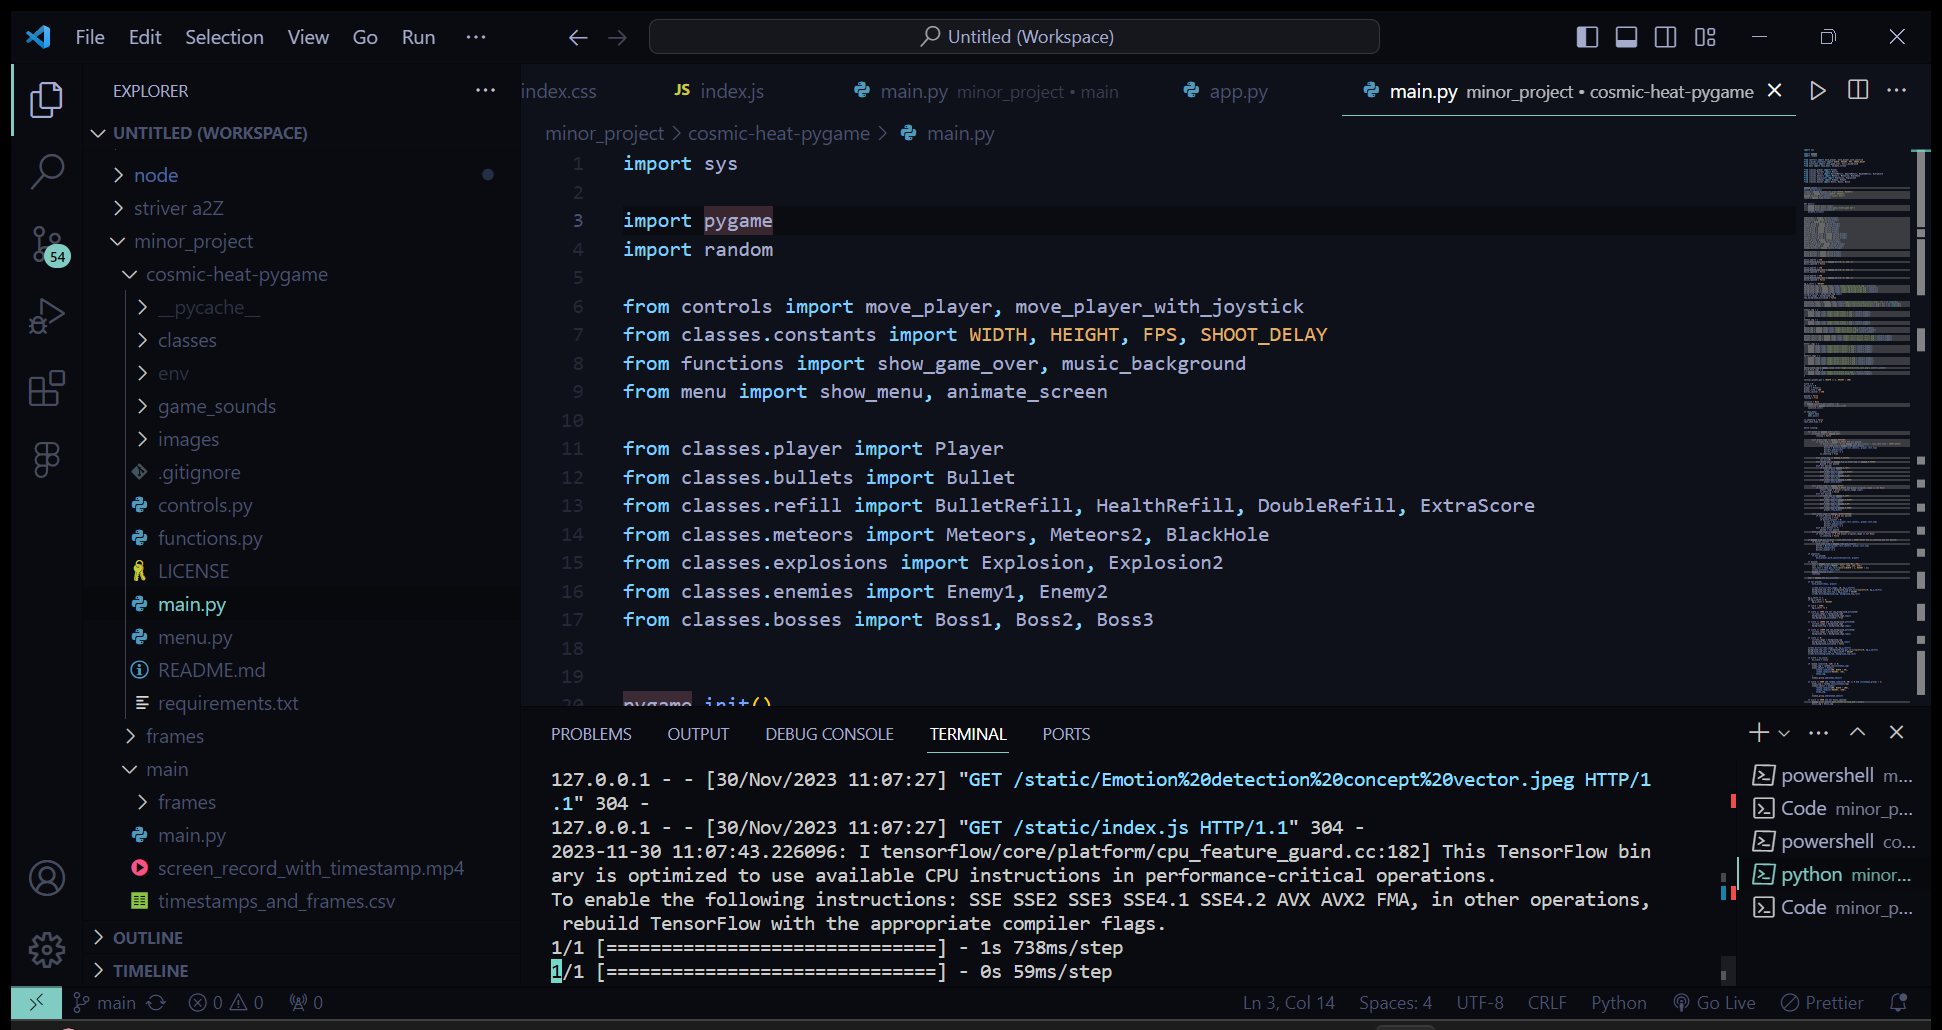 File Edit Selection View Go Run ···
Untitled (Workspace)
EXPLORER ···
UNTITLED (WORKSPACE)
node
striver a2Z
minor_project
cosmic-heat-pygame
__pycache__
classes
env
game_sounds
images
.gitignore
controls.py
functions.py
LICENSE
main.py
menu.py
README.md
requirements.txt
frames
main
frames
main.py
screen_record_with_timestamp.mp4
timestamps_and_frames.csv
OUTLINE
TIMELINE
54
index.css JS index.js main.py minor_project • main app.py main.py minor_project • cosmic-heat-pygame
minor_project > cosmic-heat-pygame > main.py
1 import sys
2
3 import pygame
4 import random
5
6 from controls import move_player, move_player_with_joystick
7 from classes.constants import WIDTH, HEIGHT, FPS, SHOOT_DELAY
8 from functions import show_game_over, music_background
9 from menu import show_menu, animate_screen
10
11 from classes.player import Player
12 from classes.bullets import Bullet
13 from classes.refill import BulletRefill, HealthRefill, DoubleRefill, ExtraScore
14 from classes.meteors import Meteors, Meteors2, BlackHole
15 from classes.explosions import Explosion, Explosion2
16 from classes.enemies import Enemy1, Enemy2
17 from classes.bosses import Boss1, Boss2, Boss3
18
19
20 pygame.init()
PROBLEMS OUTPUT DEBUG CONSOLE TERMINAL PORTS
127.0.0.1 - - [30/Nov/2023 11:07:27] "GET /static/Emotion%20detection%20concept%20vector.jpeg HTTP/1
.1" 304 -
127.0.0.1 - - [30/Nov/2023 11:07:27] "GET /static/index.js HTTP/1.1" 304 -
2023-11-30 11:07:43.226096: I tensorflow/core/platform/cpu_feature_guard.cc:182] This TensorFlow bin
ary is optimized to use available CPU instructions in performance-critical operations.
To enable the following instructions: SSE SSE2 SSE3 SSE4.1 SSE4.2 AVX AVX2 FMA, in other operations,
rebuild TensorFlow with the appropriate compiler flags.
1/1 [==============================] - 1s 738ms/step
1/1 [==============================] - 0s 59ms/step
powershell m...
Code minor_p...
powershell co...
python minor...
Code minor_p...
main 0 0 0 Ln 3, Col 14 Spaces: 4 UTF-8 CRLF Python Go Live Prettier